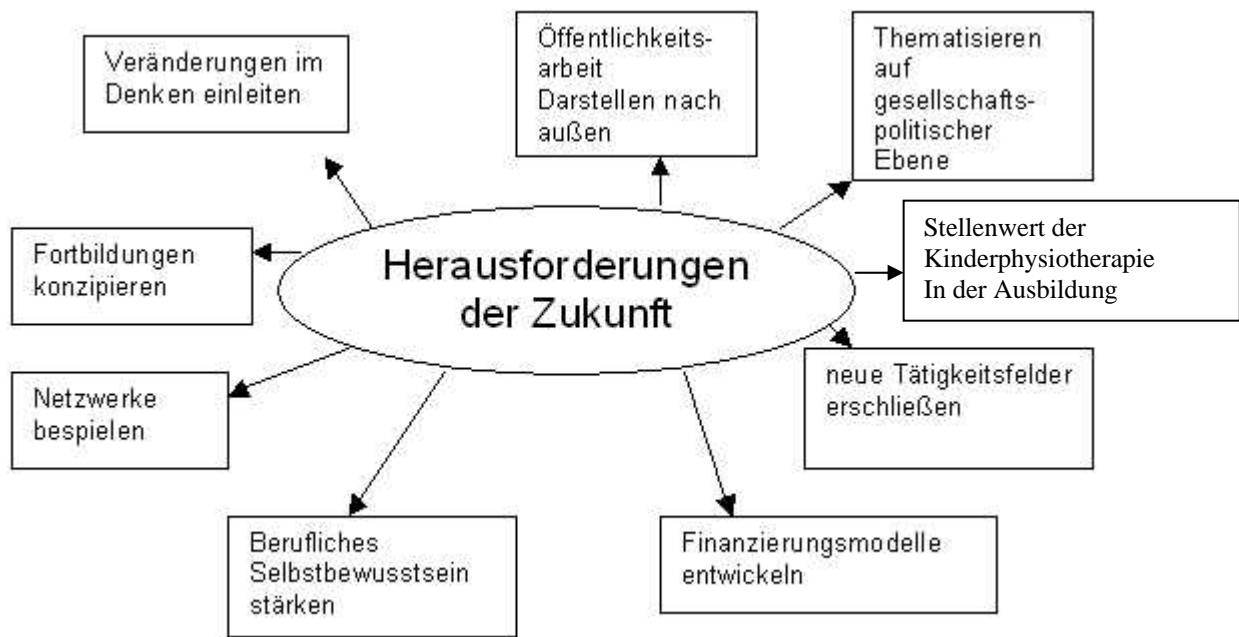 Veränderungen im
Denken einleiten
Öffentlichkeits-
arbeit
Darstellen nach
außen
Thematisieren
auf
gesellschafts-
politischer
Ebene
Fortbildungen
konzipieren
Herausforderungen
der Zukunft
Stellenwert der
Kinderphysiotherapie
In der Ausbildung
Netzwerke
bespielen
neue Tätigkeitsfelder
erschließen
Berufliches
Selbstbewusstsein
stärken
Finanzierungsmodelle
entwickeln